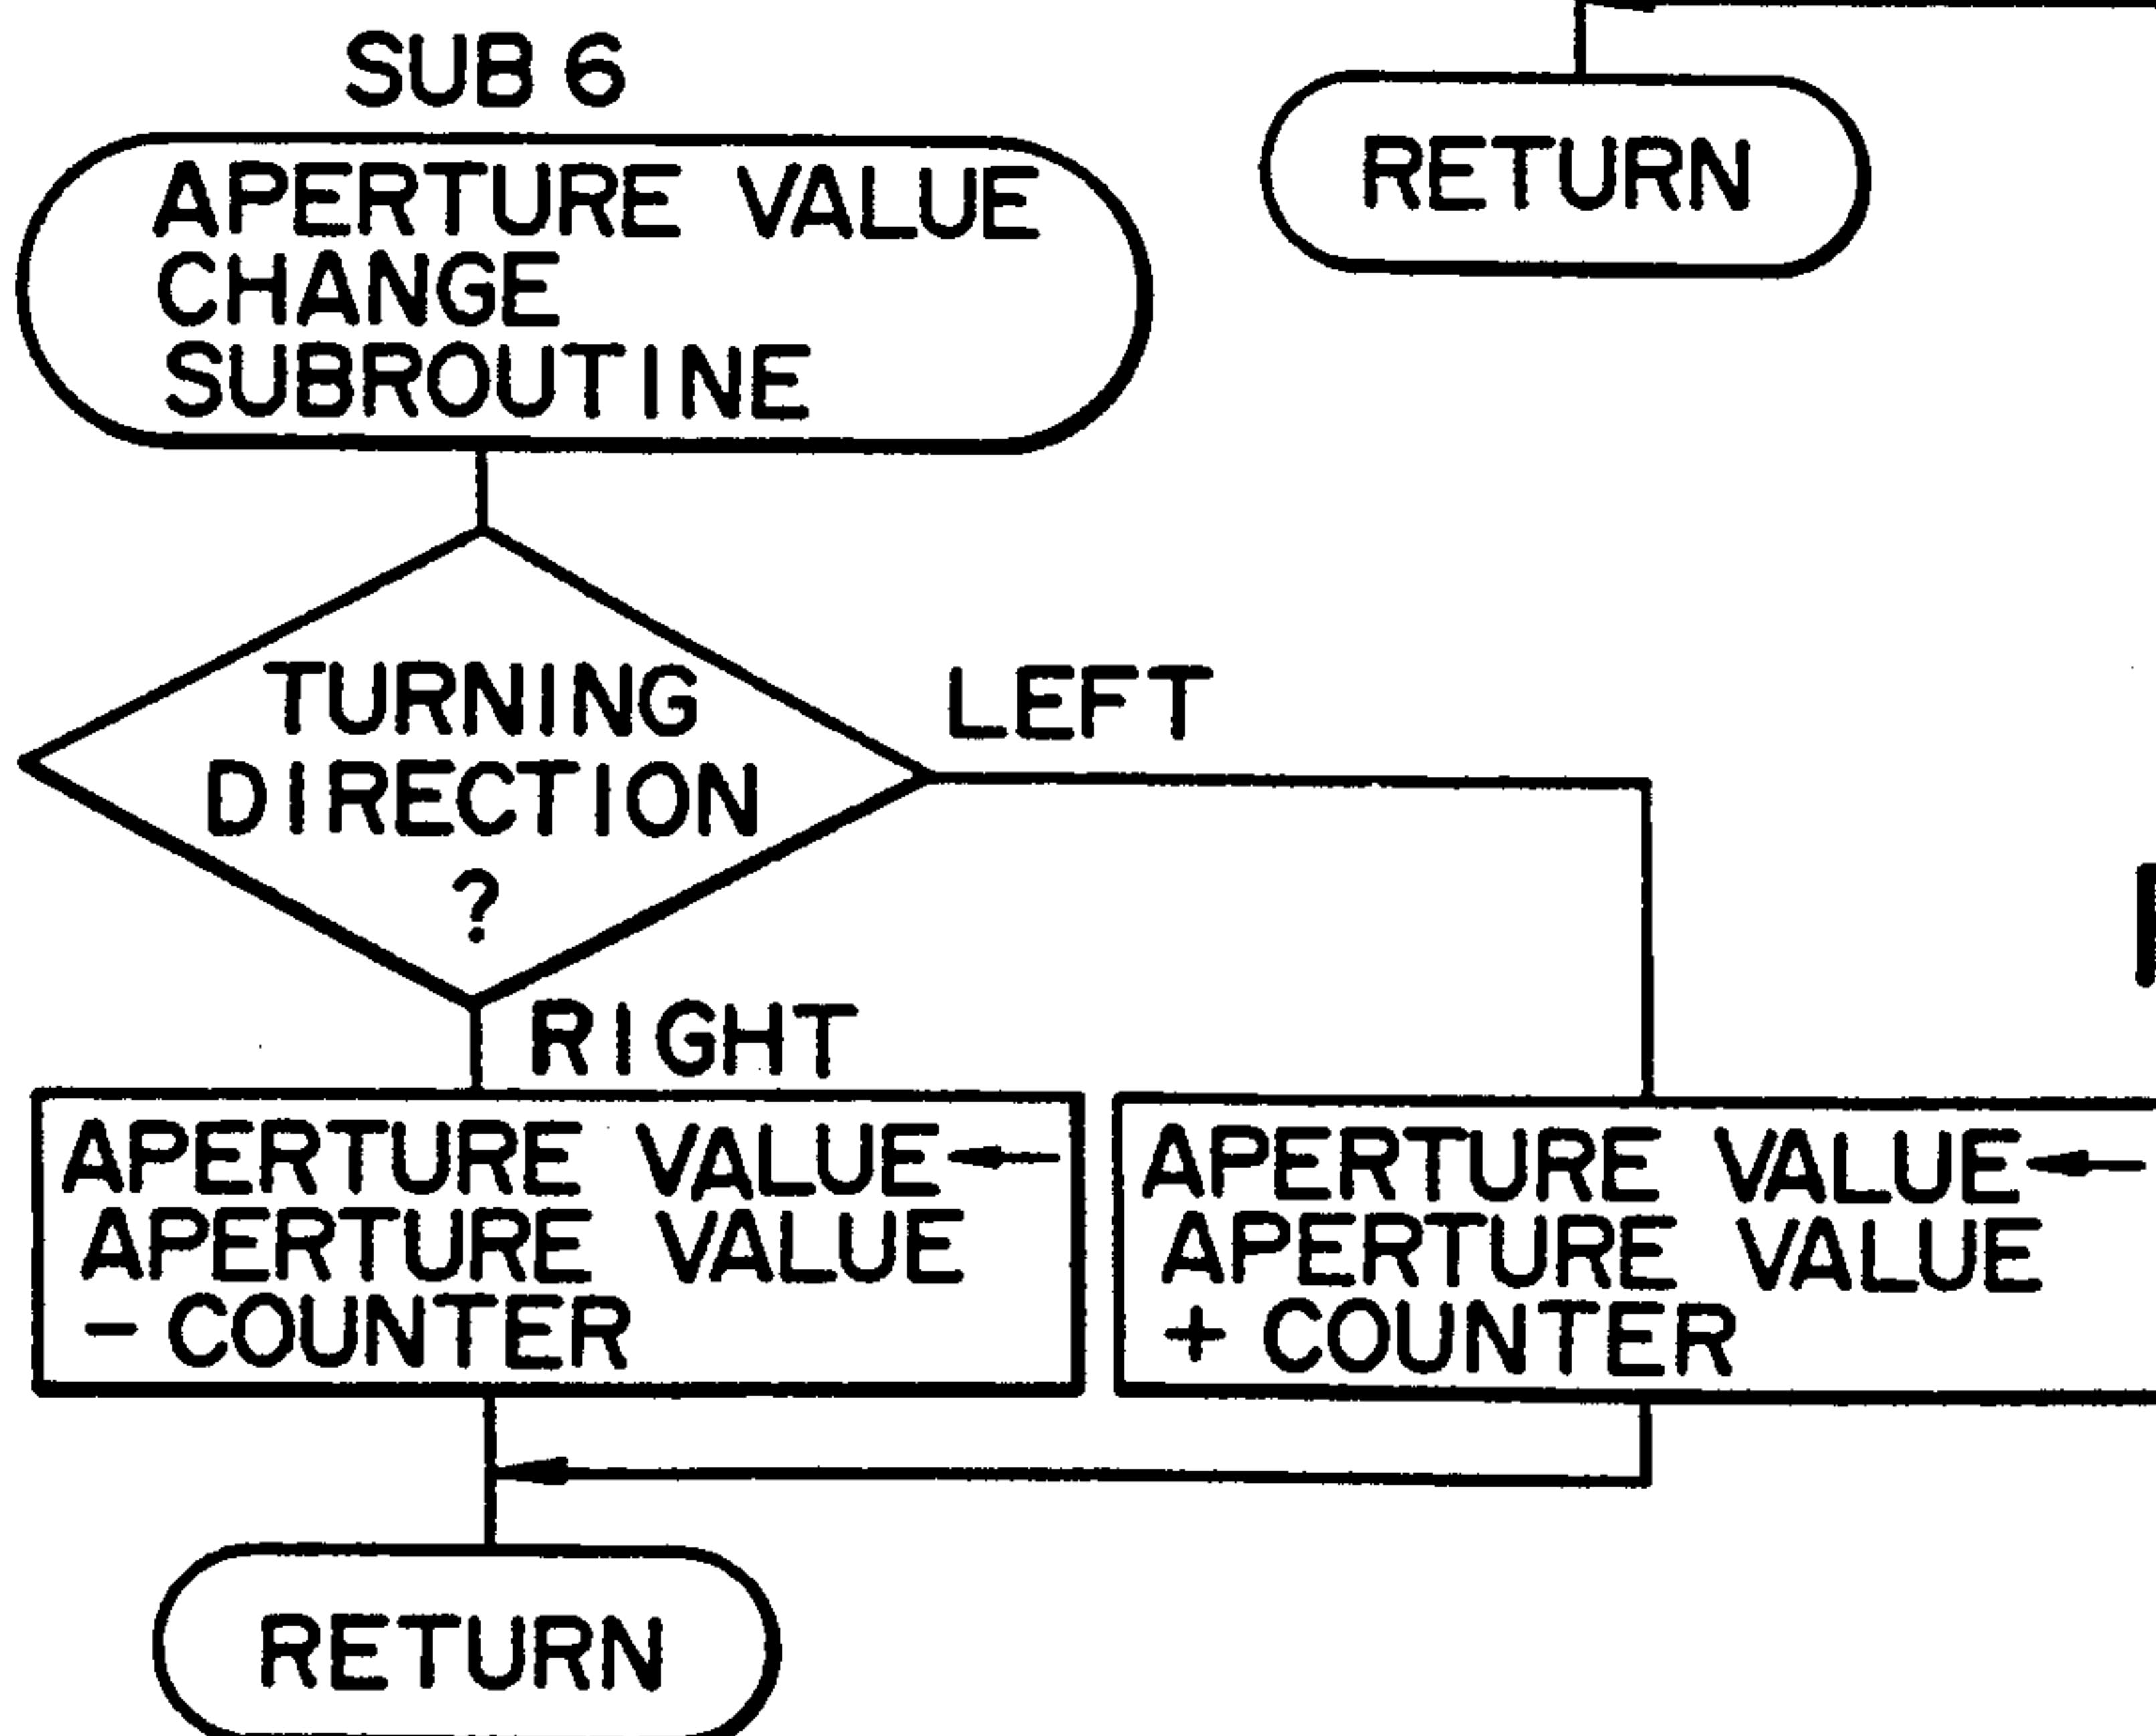 SUB 6
RETURN
APERTURE VALUE
CHANGE
SUBROUTINE
TURNING
DIRECTION
?
LEFT
RIGHT
APERTURE VALUE ←
APERTURE VALUE
- COUNTER
APERTURE VALUE ←
APERTURE VALUE
+ COUNTER
RETURN